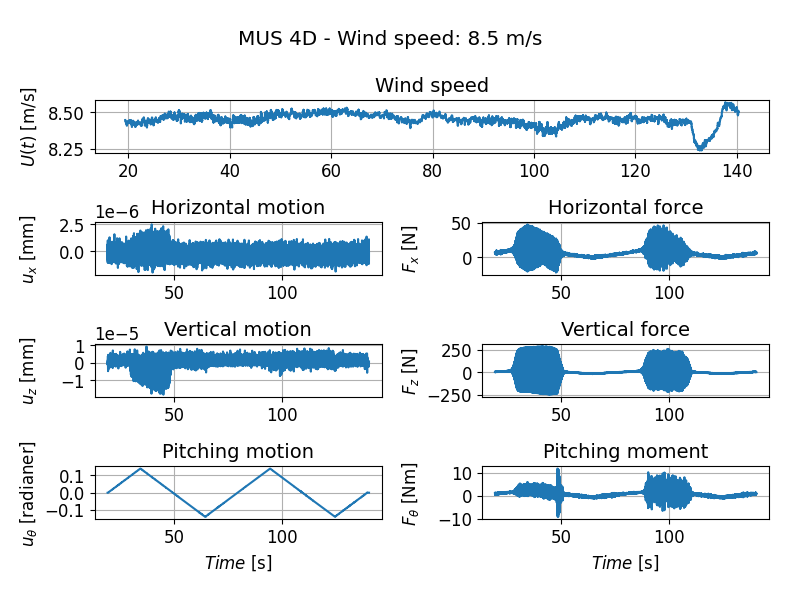 MUS 4D - Wind speed: 8.5 m/s
Wind speed
U(t) [m/s]
8.50
8.25
20 40 60 80 100 120 140
1e−6
Horizontal motion
u_x [mm]
2.5
0.0
50 100
Horizontal force
F_x [N]
50
0
50 100
1e−5
Vertical motion
u_z [mm]
1
0
−1
50 100
Vertical force
F_z [N]
250
0
−250
50 100
Pitching motion
u_θ [radianer]
0.1
0.0
−0.1
50 100
Time [s]
Pitching moment
F_θ [Nm]
10
0
−10
50 100
Time [s]